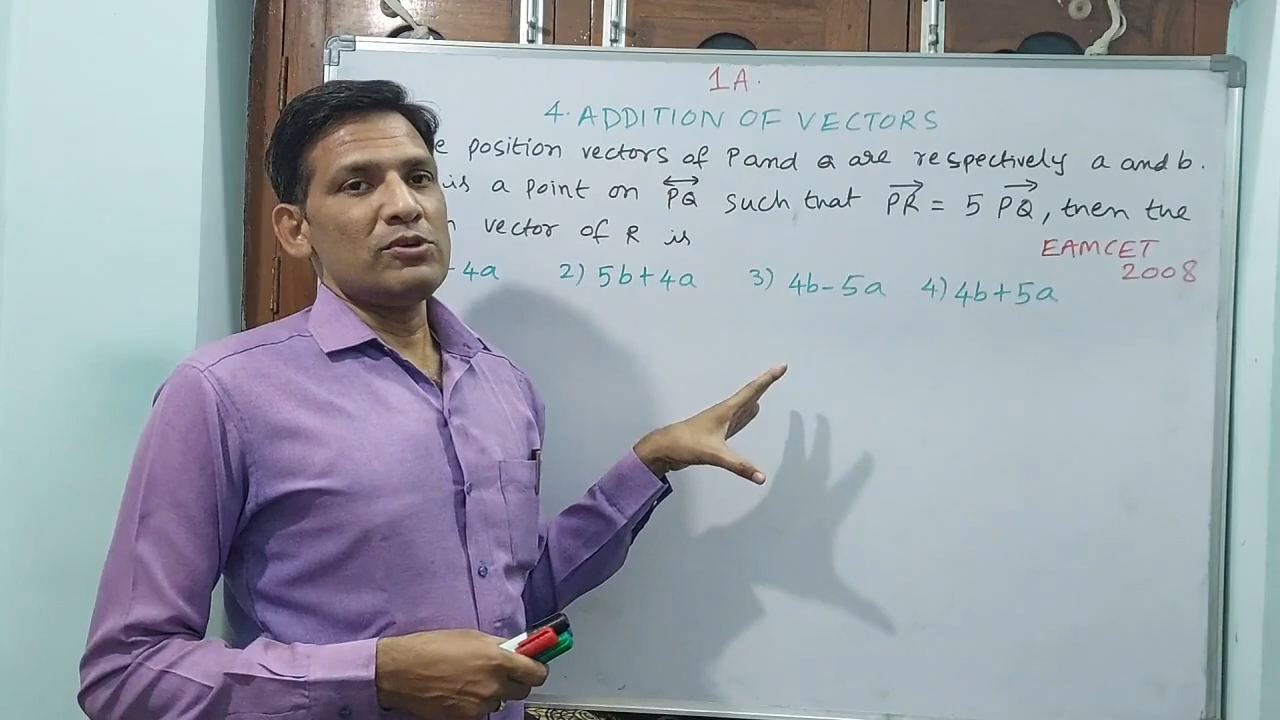 1A.
4. ADDITION OF VECTORS
position vectors of P and Q are respectively a and b.
is a point on PQ such that PR = 5 PQ, then the
vector of R is
EAMCET
2008
- 4a 2) 5b+4a 3) 4b-5a 4) 4b+5a